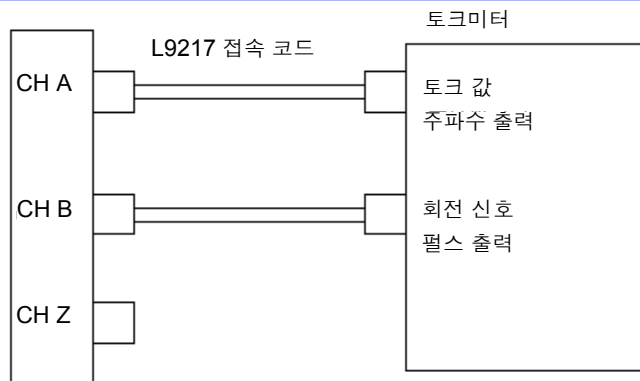 토크미터
L9217 접속 코드
CH A
토크 값
주파수 출력
CH B
회전 신호
펄스 출력
CH Z